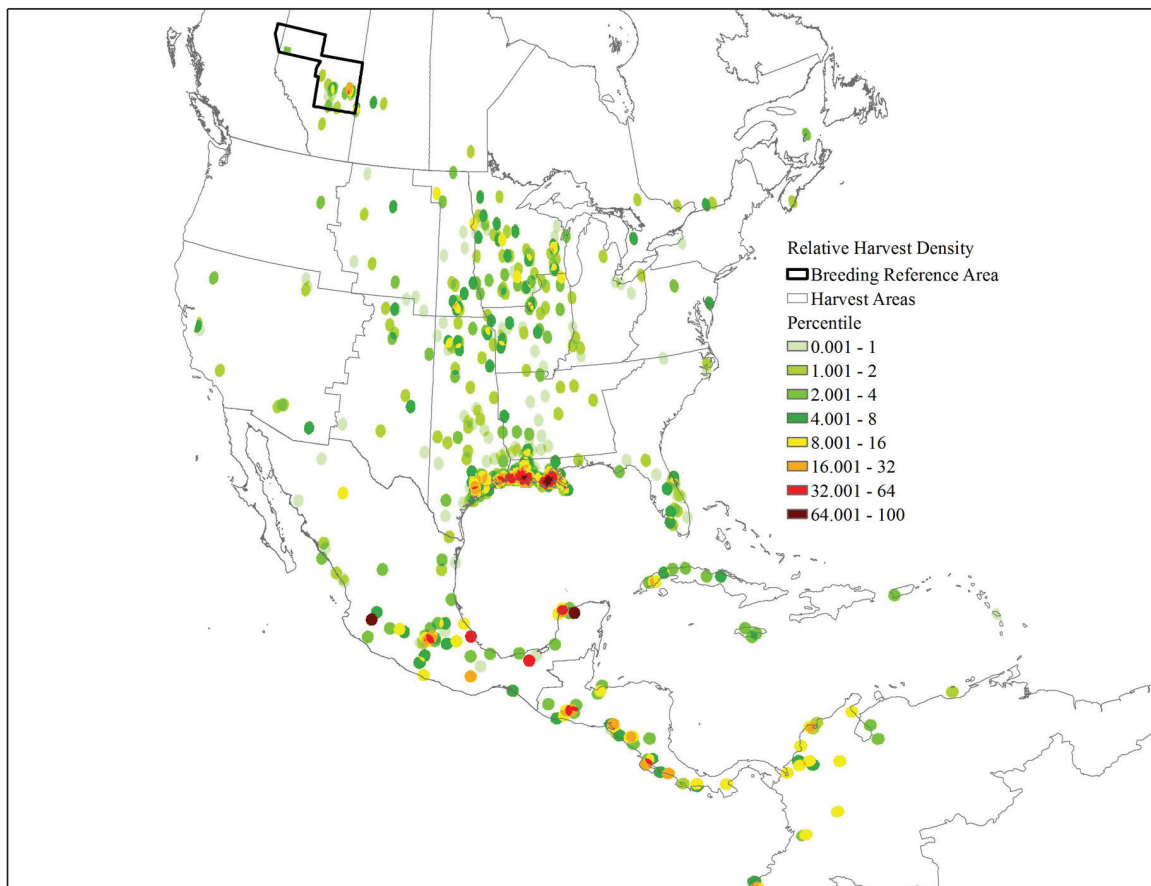 Relative Harvest Density
Breeding Reference Area
Harvest Areas
Percentile
0.001 - 1
1.001 - 2
2.001 - 4
4.001 - 8
8.001 - 16
16.001 - 32
32.001 - 64
64.001 - 100